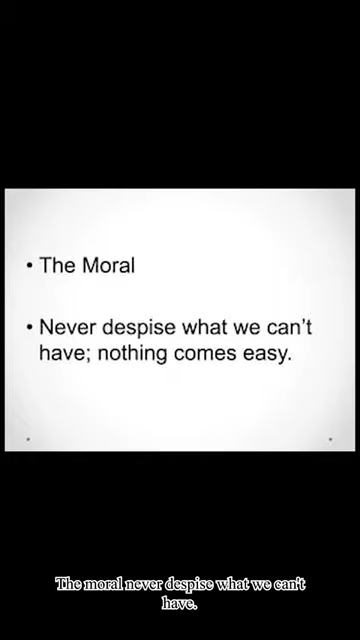 • The Moral
• Never despise what we can't
have; nothing comes easy.
The moral never despise what we can't
have.